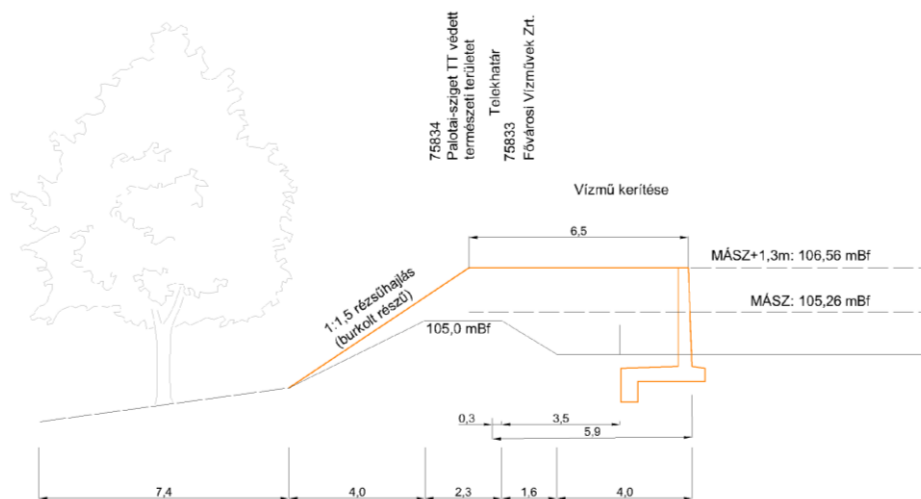 75834
Palotai-sziget TT védett
természeti területet
Telekhatár
75833
Fővárosi Vízművek Zrt.
Vízmű kerítése
6,5
MÁSZ+1,3m: 106,56 mBf
MÁSZ: 105,26 mBf
1:1,5 rézsűhajlás
(burkolt részű)
105,0 mBf
0,3
3,5
5,9
7,4
4,0
2,3
1,6
4,0